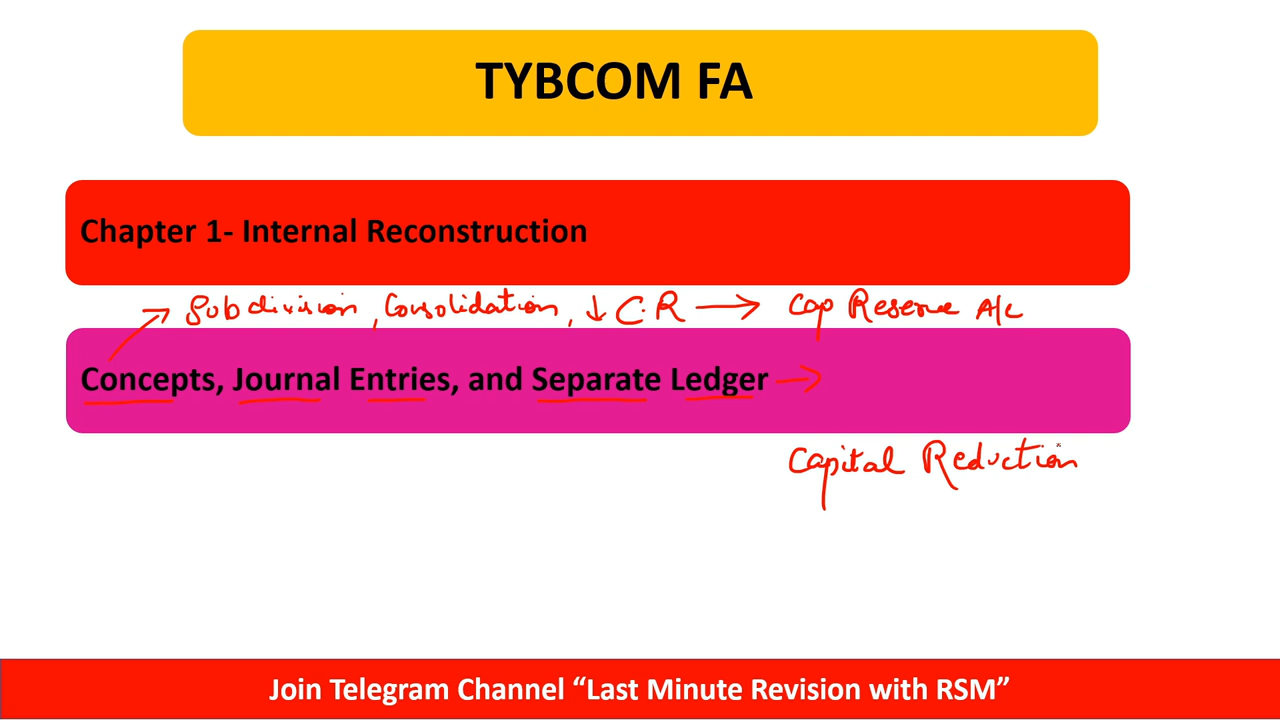 TYBCOM FA
Chapter 1- Internal Reconstruction
Subdivision, Consolidation, ↓ C.R → Cap Reserve A/c
Concepts, Journal Entries, and Separate Ledger →
Capital Reduction
Join Telegram Channel “Last Minute Revision with RSM”